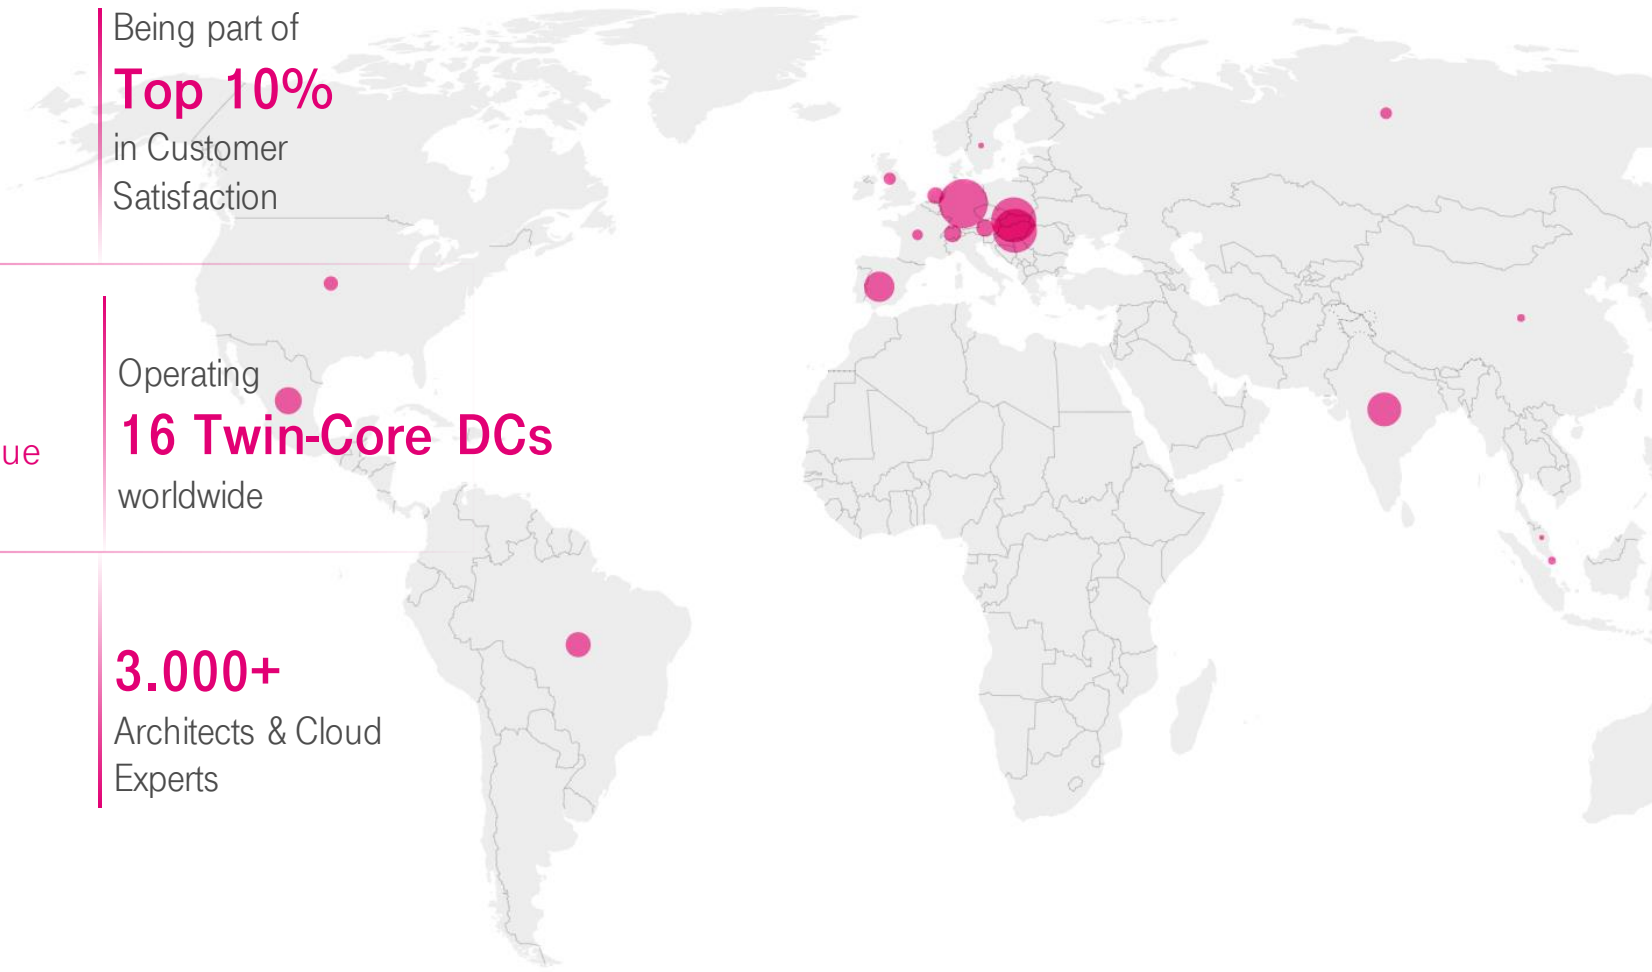 Being part of
Top 10%
in Customer
Satisfaction
Operating
16 Twin-Core DCs
ue
worldwide
3.000+
Architects & Cloud
Experts